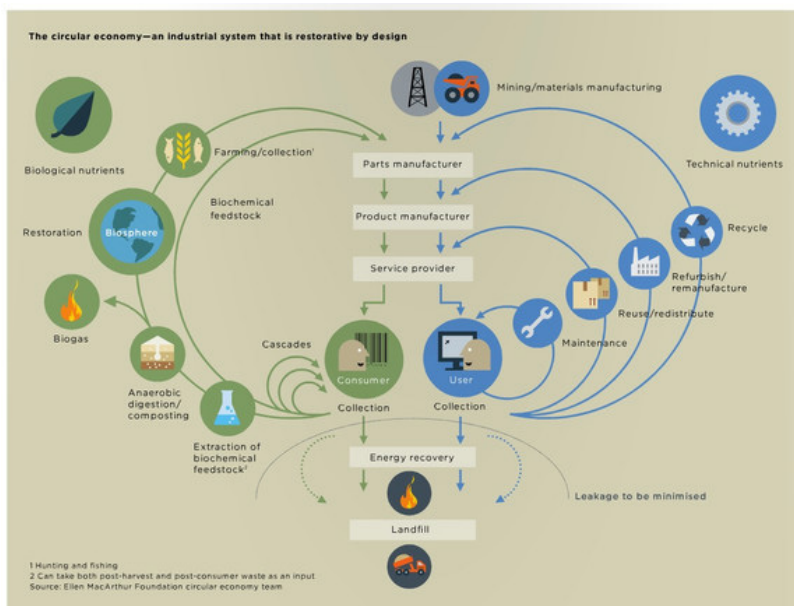 The circular economy—an industrial system that is restorative by design
Mining/materials manufacturing
Biological nutrients
Farming/collection¹
Parts manufacturer
Technical nutrients
Biochemical
feedstock
Product manufacturer
Restoration
Biosphere
Recycle
Service provider
Refurbish/
remanufacture
Reuse/redistribute
Biogas
Cascades
Maintenance
Consumer
User
Anaerobic
digestion/
composting
Collection
Collection
Extraction of
biochemical
feedstock²
Energy recovery
Leakage to be minimised
Landfill
1 Hunting and fishing
2 Can take both post-harvest and post-consumer waste as an input
Source: Ellen MacArthur Foundation circular economy team